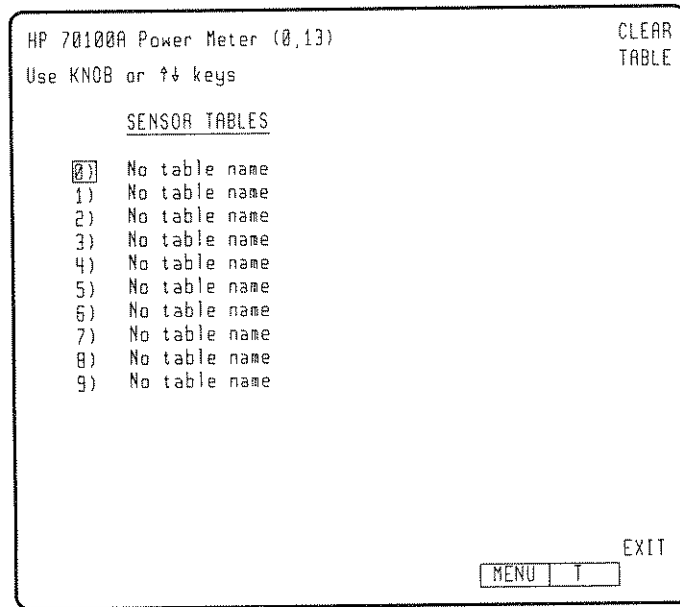 HP 70100A Power Meter (0,13)
CLEAR
TABLE
Use KNOB or ↑↓ keys
SENSOR TABLES
0) No table name
1) No table name
2) No table name
3) No table name
4) No table name
5) No table name
6) No table name
7) No table name
8) No table name
9) No table name
EXIT
MENU T